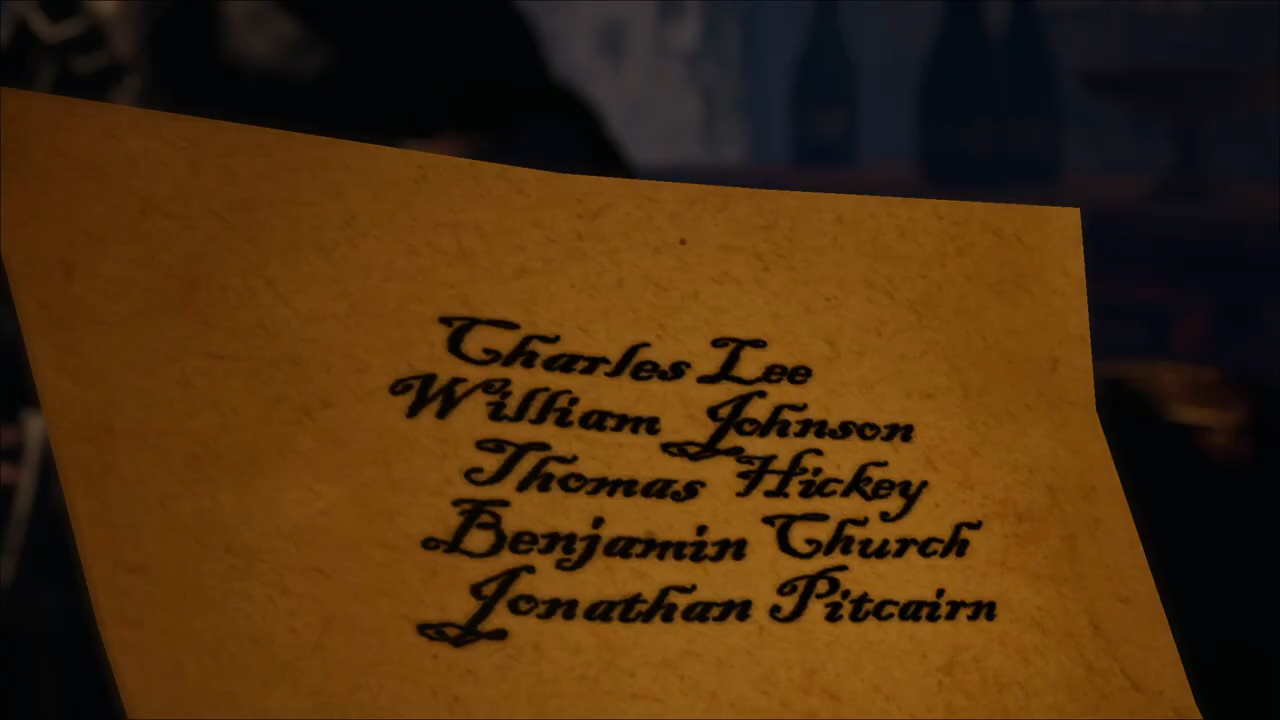 Charles Lee
William Johnson
Thomas Hickey
Benjamin Church
Jonathan Pitcairn